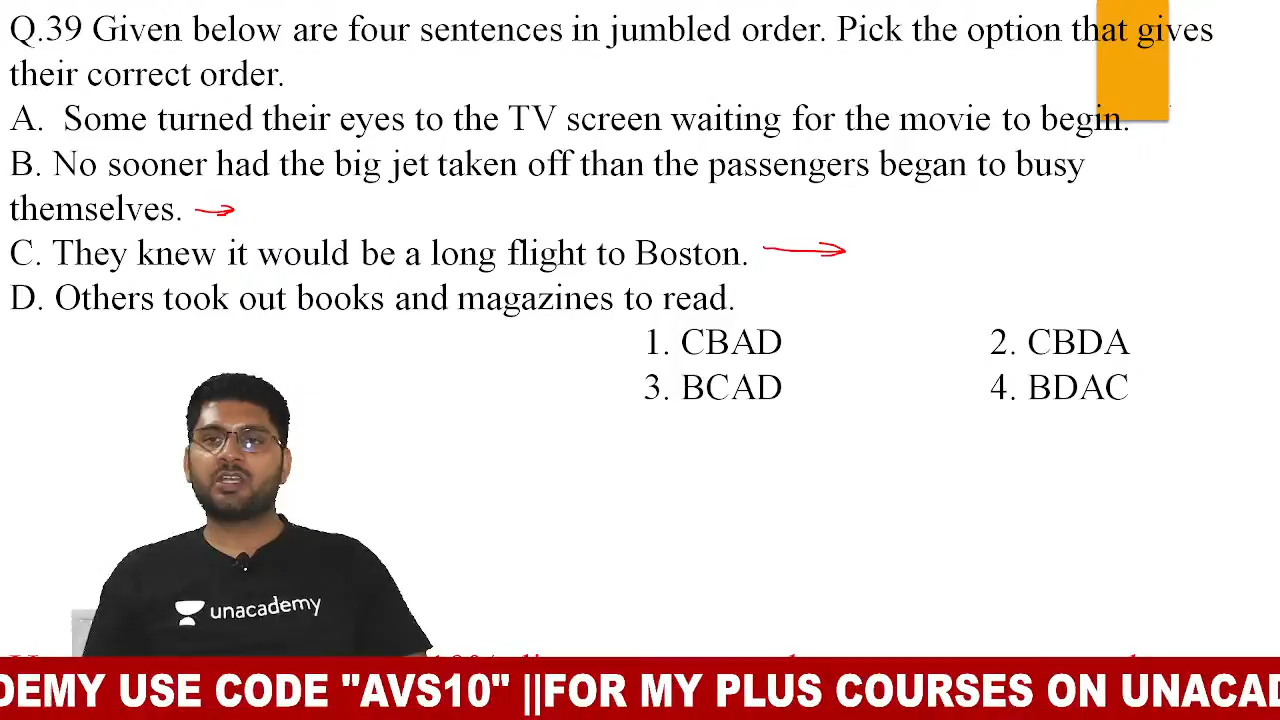 Q.39 Given below are four sentences in jumbled order. Pick the option that gives
their correct order.
A. Some turned their eyes to the TV screen waiting for the movie to begin.
B. No sooner had the big jet taken off than the passengers began to busy
themselves.
C. They knew it would be a long flight to Boston.
D. Others took out books and magazines to read.
1. CBAD 2. CBDA
3. BCAD 4. BDAC
unacademy
DEMY USE CODE "AVS10" ||FOR MY PLUS COURSES ON UNACAD